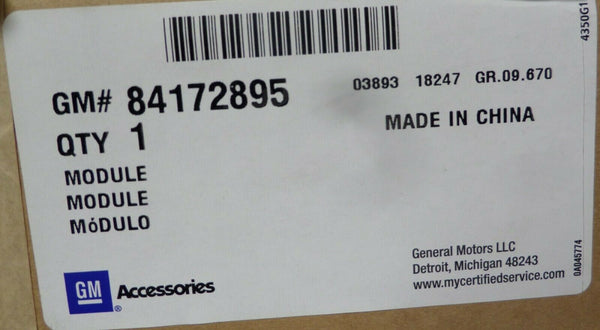 4350G1
GM# 84172895
03893 18247 GR.09.670
QTY 1
MADE IN CHINA
MODULE
MODULE
MóDULO
General Motors LLC
Detroit, Michigan 48243
www.mycertifiedservice.com
0A045774
GM Accessories
®